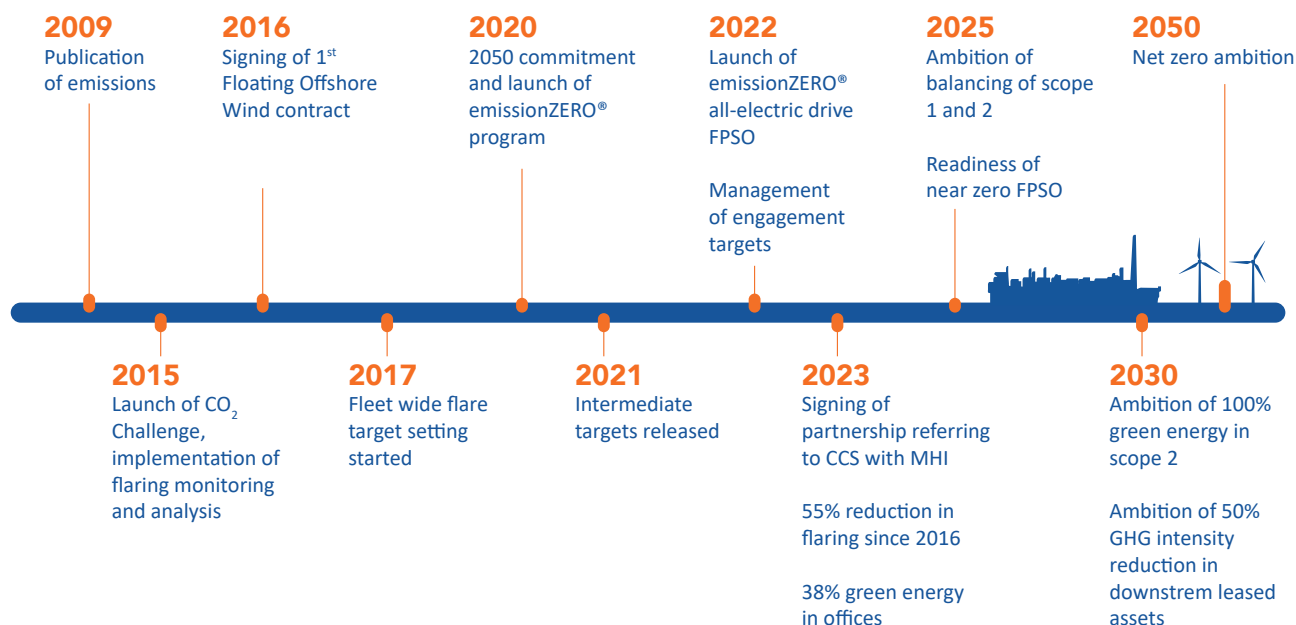 2009
Publication
of emissions
2016
Signing of 1st
Floating Offshore
Wind contract
2020
2050 commitment
and launch of
emissionZERO®
program
2022
Launch of
emissionZERO®
all-electric drive
FPSO
Management
of engagement
targets
2025
Ambition of
balancing of scope
1 and 2
Readiness of
near zero FPSO
2050
Net zero ambition
2015
Launch of CO2
Challenge,
implementation of
flaring monitoring
and analysis
2017
Fleet wide flare
target setting
started
2021
Intermediate
targets released
2023
Signing of
partnership referring
to CCS with MHI
55% reduction in
flaring since 2016
38% green energy
in offices
2030
Ambition of 100%
green energy in
scope 2
Ambition of 50%
GHG intensity
reduction in
downstrem leased
assets